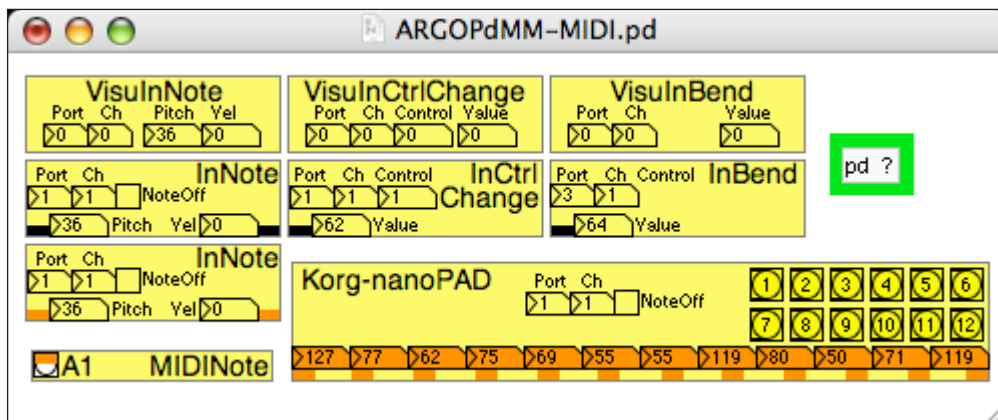 ARGOPdMM-MIDI.pd
VisuInNote
Port Ch Pitch Vel
0 0 36 0
VisuInCtrlChange
Port Ch Control Value
0 0 0 0
VisuInBend
Port Ch Value
0 0 0
pd ?
Port Ch InNote
1 1 NoteOff
36 Pitch Vel 0
Port Ch Control InCtrl
1 1 1 Change
62 Value
Port Ch Control InBend
3 1
64 Value
Port Ch InNote
1 1 NoteOff
36 Pitch Vel 0
A1 MIDINote
Korg-nanoPAD
Port Ch
1 1 NoteOff
1 2 3 4 5 6
7 8 9 10 11 12
127 77 62 75 69 55 55 119 80 50 71 119